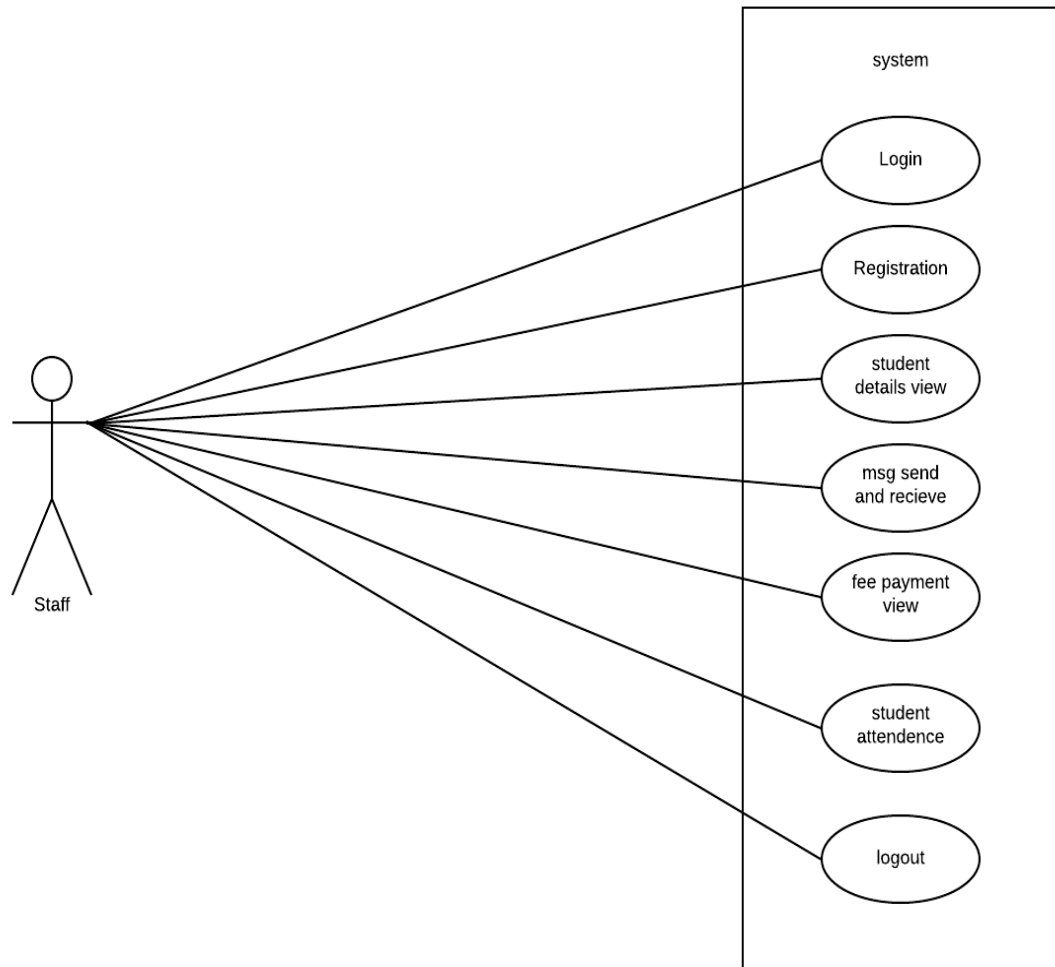 system
Login
Registration
student
details view
msg send
and recieve
fee payment
view
student
attendence
logout
Staff